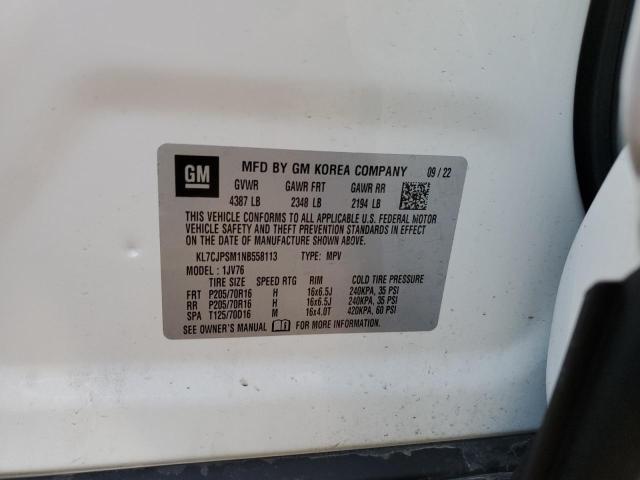 GM
MFD BY GM KOREA COMPANY 09/22
GVWR GAWR FRT GAWR RR
4387 LB 2348 LB 2194 LB
THIS VEHICLE CONFORMS TO ALL APPLICABLE U.S. FEDERAL MOTOR
VEHICLE SAFETY AND THEFT PREVENTION STANDARDS IN EFFECT
ON THE DATE OF MANUFACTURE SHOWN ABOVE.
KL7CJPSM1NB558113 TYPE: MPV
MODEL: 1JV76
TIRE SIZE SPEED RTG RIM COLD TIRE PRESSURE
FRT P205/70R16 H 16x6.5J 240KPA, 35 PSI
RR P205/70R16 H 16x6.5J 240KPA, 35 PSI
SPA T125/70D16 M 16x4.0T 420KPA, 60 PSI
SEE OWNER'S MANUAL FOR MORE INFORMATION.